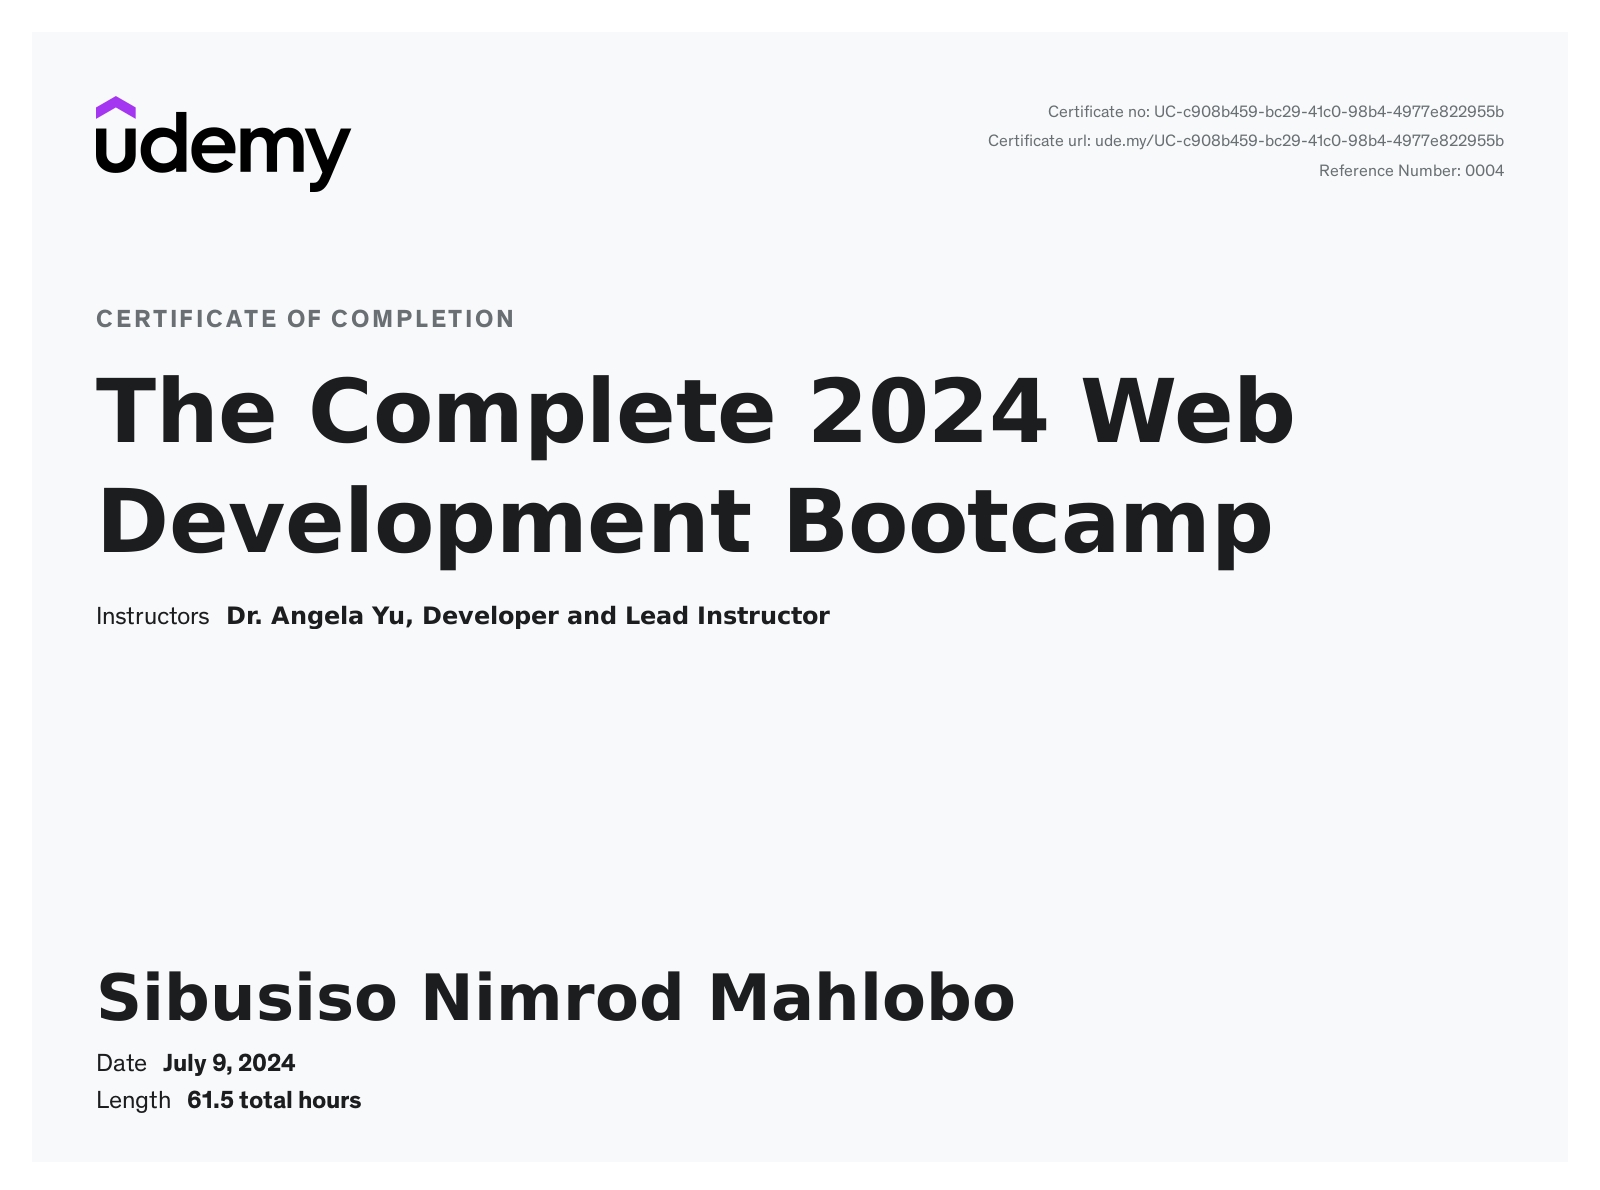 udemy
Certificate no: UC-c908b459-bc29-41c0-98b4-4977e822955b
Certificate url: ude.my/UC-c908b459-bc29-41c0-98b4-4977e822955b
Reference Number: 0004
CERTIFICATE OF COMPLETION
The Complete 2024 Web
Development Bootcamp
Instructors Dr. Angela Yu, Developer and Lead Instructor
Sibusiso Nimrod Mahlobo
Date July 9, 2024
Length 61.5 total hours